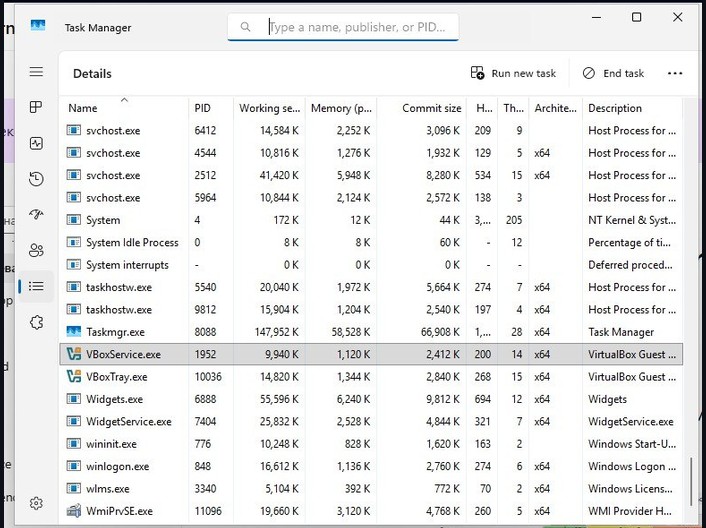 Task Manager
Type a name, publisher, or PID...
Details
Run new task
End task
Name PID Working se... Memory (p... Commit size H... Th... Archite... Description
svchost.exe 6412 14,584 K 2,252 K 3,096 K 209 9 Host Process for ...
svchost.exe 4544 10,816 K 1,276 K 1,932 K 129 5 x64 Host Process for ...
svchost.exe 2512 41,420 K 5,948 K 8,280 K 534 15 x64 Host Process for ...
svchost.exe 5964 10,844 K 2,124 K 2,572 K 138 3 Host Process for ...
System 4 172 K 12 K 44 K 3,... 205 NT Kernel & Syst...
System Idle Process 0 8 K 8 K 60 K - 12 Percentage of ti...
System interrupts - 0 K 0 K 0 K - - Deferred proced...
taskhostw.exe 5540 20,040 K 1,972 K 5,664 K 274 7 x64 Host Process for ...
taskhostw.exe 9812 15,904 K 1,204 K 2,540 K 197 4 x64 Host Process for ...
Taskmgr.exe 8088 147,952 K 58,528 K 66,908 K 1,... 28 x64 Task Manager
VBoxService.exe 1952 9,940 K 1,120 K 2,412 K 200 14 x64 VirtualBox Guest ...
VBoxTray.exe 10036 14,820 K 1,344 K 2,840 K 268 15 x64 VirtualBox Guest ...
Widgets.exe 6888 55,596 K 6,240 K 9,812 K 694 12 x64 Widgets
WidgetService.exe 7404 25,832 K 2,528 K 4,844 K 321 7 x64 WidgetService.exe
wininit.exe 776 10,248 K 828 K 1,620 K 163 2 Windows Start-U...
winlogon.exe 848 16,612 K 1,136 K 2,760 K 274 6 x64 Windows Logon ...
wlms.exe 3340 5,104 K 392 K 772 K 70 2 x64 Windows Licens...
WmiPrvSE.exe 11096 19,660 K 3,120 K 4,768 K 260 5 x64 WMI Provider H...